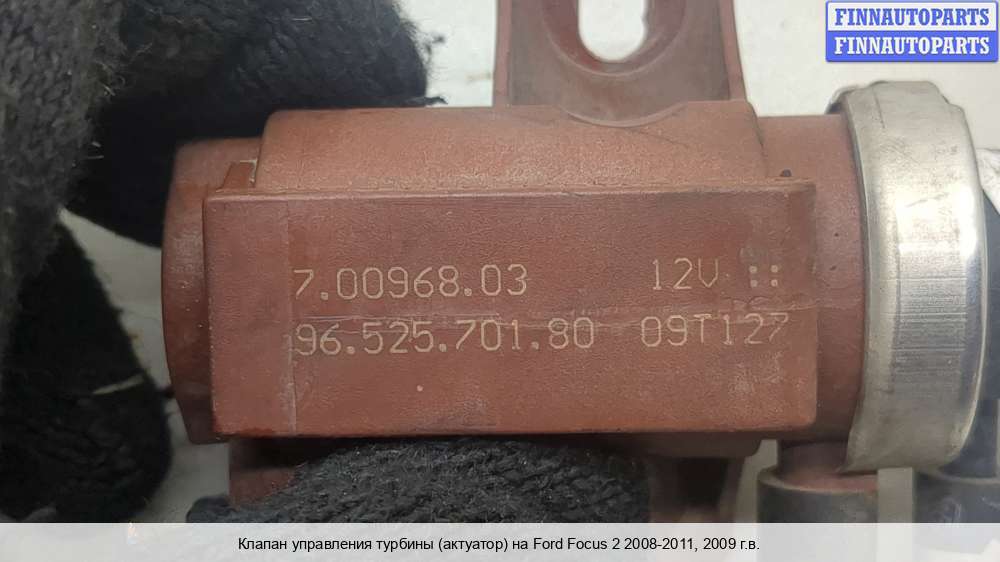 FINNAUTOPARTS
FINNAUTOPARTS
7.00968.03 12V ::
96.525.701.80 09T127
Клапан управления турбины (актуатор) на Ford Focus 2 2008-2011, 2009 г.в.